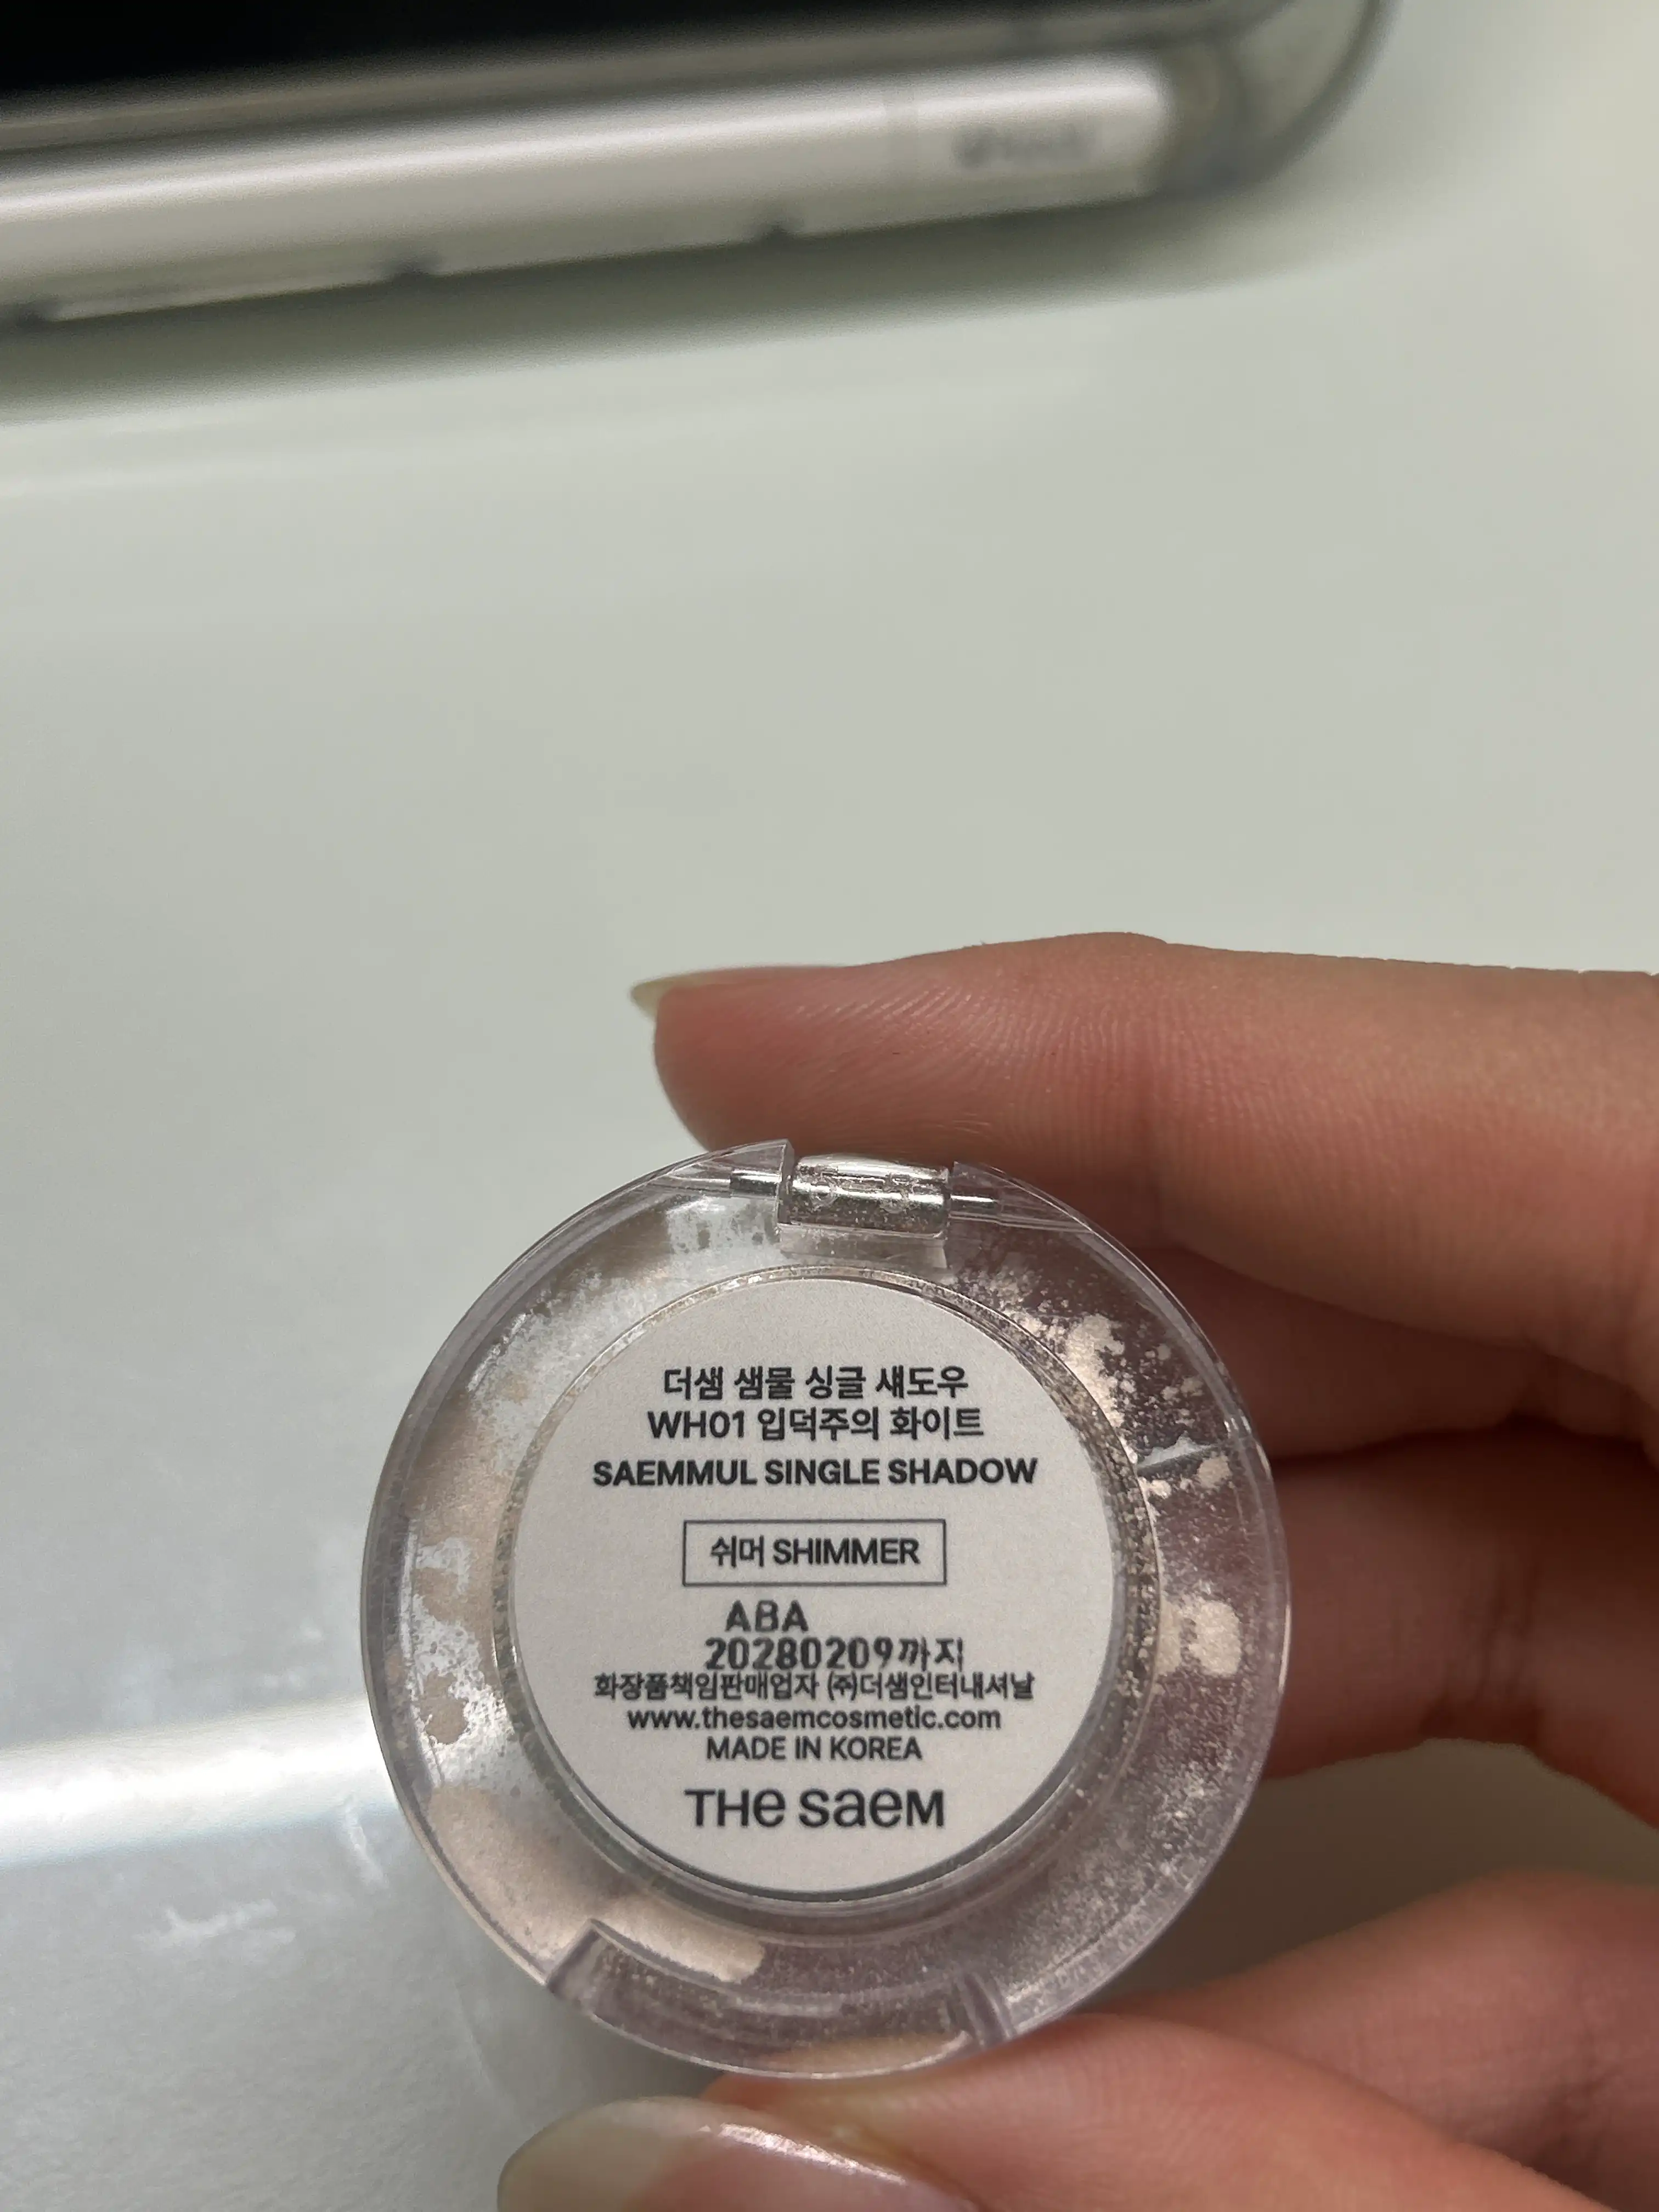 더샘 샘물 싱글 섀도우
WH01 입덕주의 화이트
SAEMMUL SINGLE SHADOW
쉬머 SHIMMER
ABA
20280209까지
화장품책임판매업자 ㈜더샘인터내셔날
www.thesaemcosmetic.com
MADE IN KOREA
THE SAEM